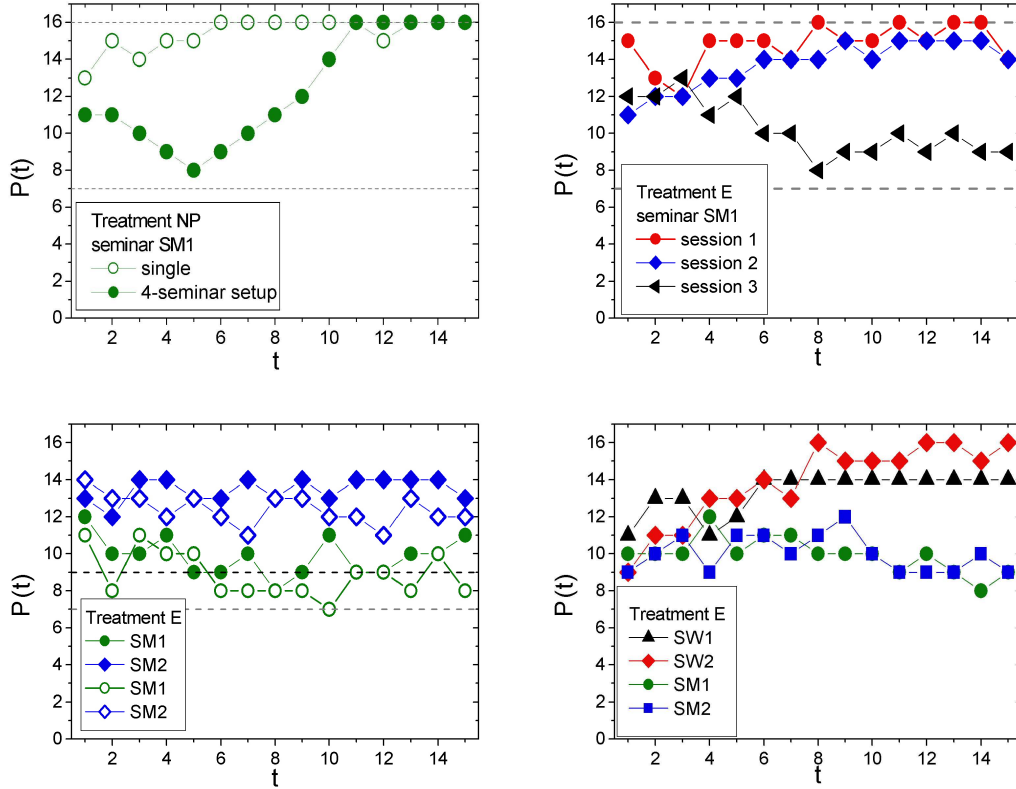 16
14
12
10
8
6
4
2
0
P(t)
Treatment NP
seminar SM1
single
4-seminar setup
2 4 6 8 10 12 14
t
16
14
12
10
8
6
4
2
0
P(t)
Treatment E
seminar SM1
session 1
session 2
session 3
2 4 6 8 10 12 14
t
16
14
12
10
8
6
4
2
0
P(t)
Treatment E
SM1
SM2
SM1
SM2
2 4 6 8 10 12 14
t
16
14
12
10
8
6
4
2
0
P(t)
Treatment E
SW1
SW2
SM1
SM2
2 4 6 8 10 12 14
t